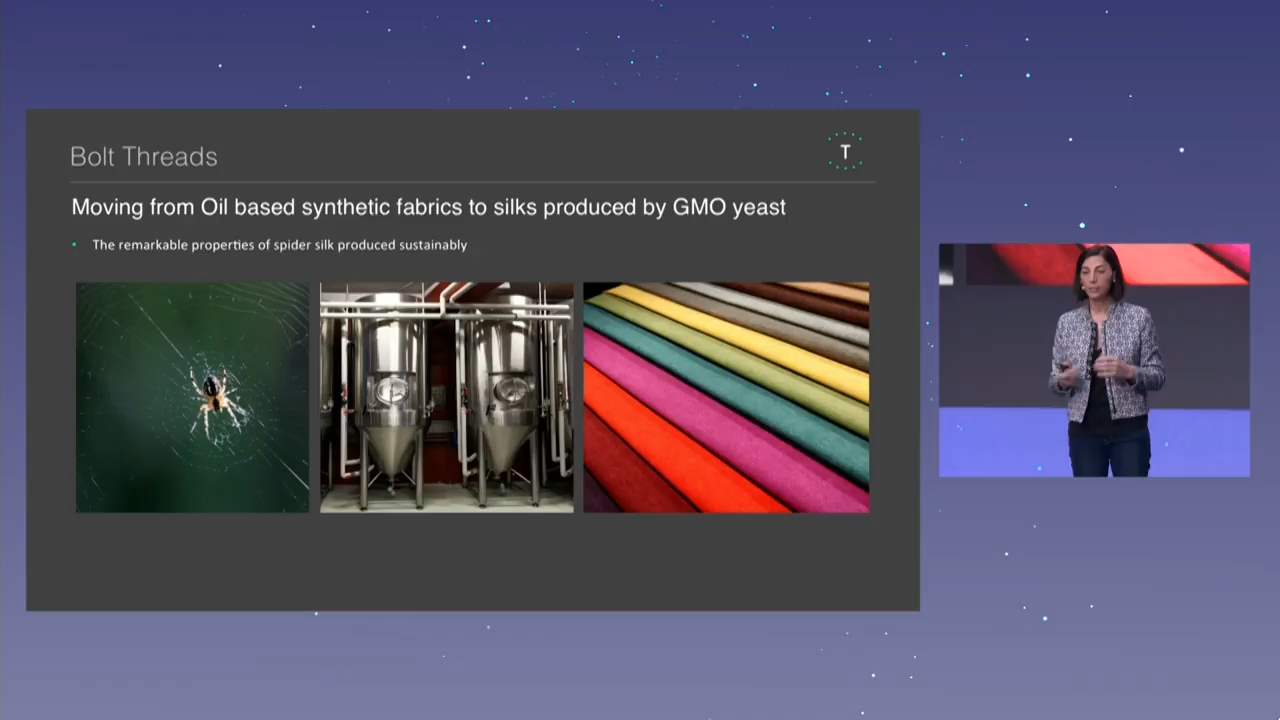 Bolt Threads
T
Moving from Oil based synthetic fabrics to silks produced by GMO yeast
The remarkable properties of spider silk produced sustainably